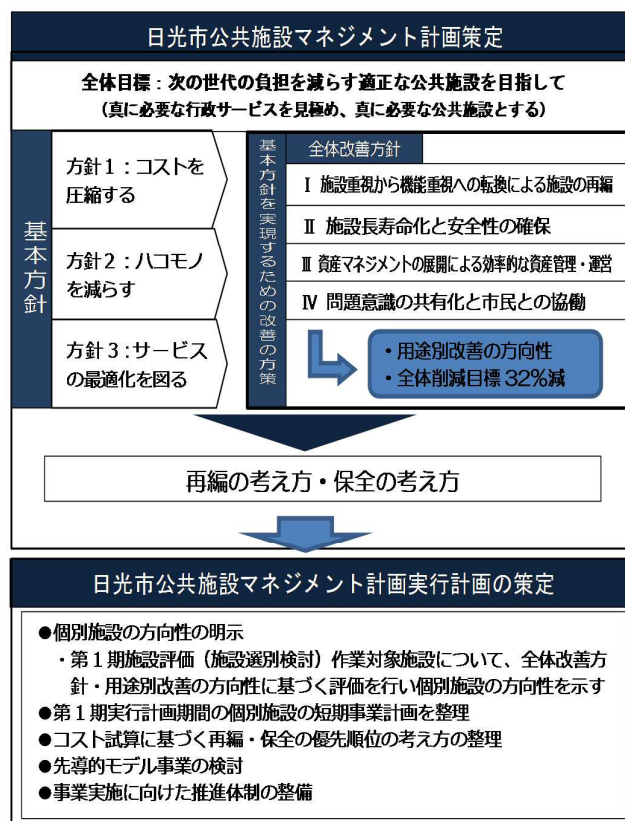 日光市公共施設マネジメント計画策定
全体目標：次の世代の負担を減らす適正な公共施設を目指して
（真に必要な行政サービスを見極め、真に必要な公共施設とする）
基本方針
方針１：コストを
圧縮する
方針２：ハコモノ
を減らす
方針３：サービス
の最適化を図る
基本方針を実現するための改善の方策
全体改善方針
Ⅰ 施設重視から機能重視への転換による施設の再編
Ⅱ 施設長寿命化と安全性の確保
Ⅲ 資産マネジメントの展開による効率的な資産管理・運営
Ⅳ 問題意識の共有化と市民との協働
・用途別改善の方向性
・全体削減目標 32％減
再編の考え方・保全の考え方
日光市公共施設マネジメント計画実行計画の策定
●個別施設の方向性の明示
・第１期施設評価（施設選別検討）作業対象施設について、全体改善方
針・用途別改善の方向性に基づく評価を行い個別施設の方向性を示す
●第１期実行計画期間の個別施設の短期事業計画を整理
●コスト試算に基づく再編・保全の優先順位の考え方の整理
●先導的モデル事業の検討
●事業実施に向けた推進体制の整備